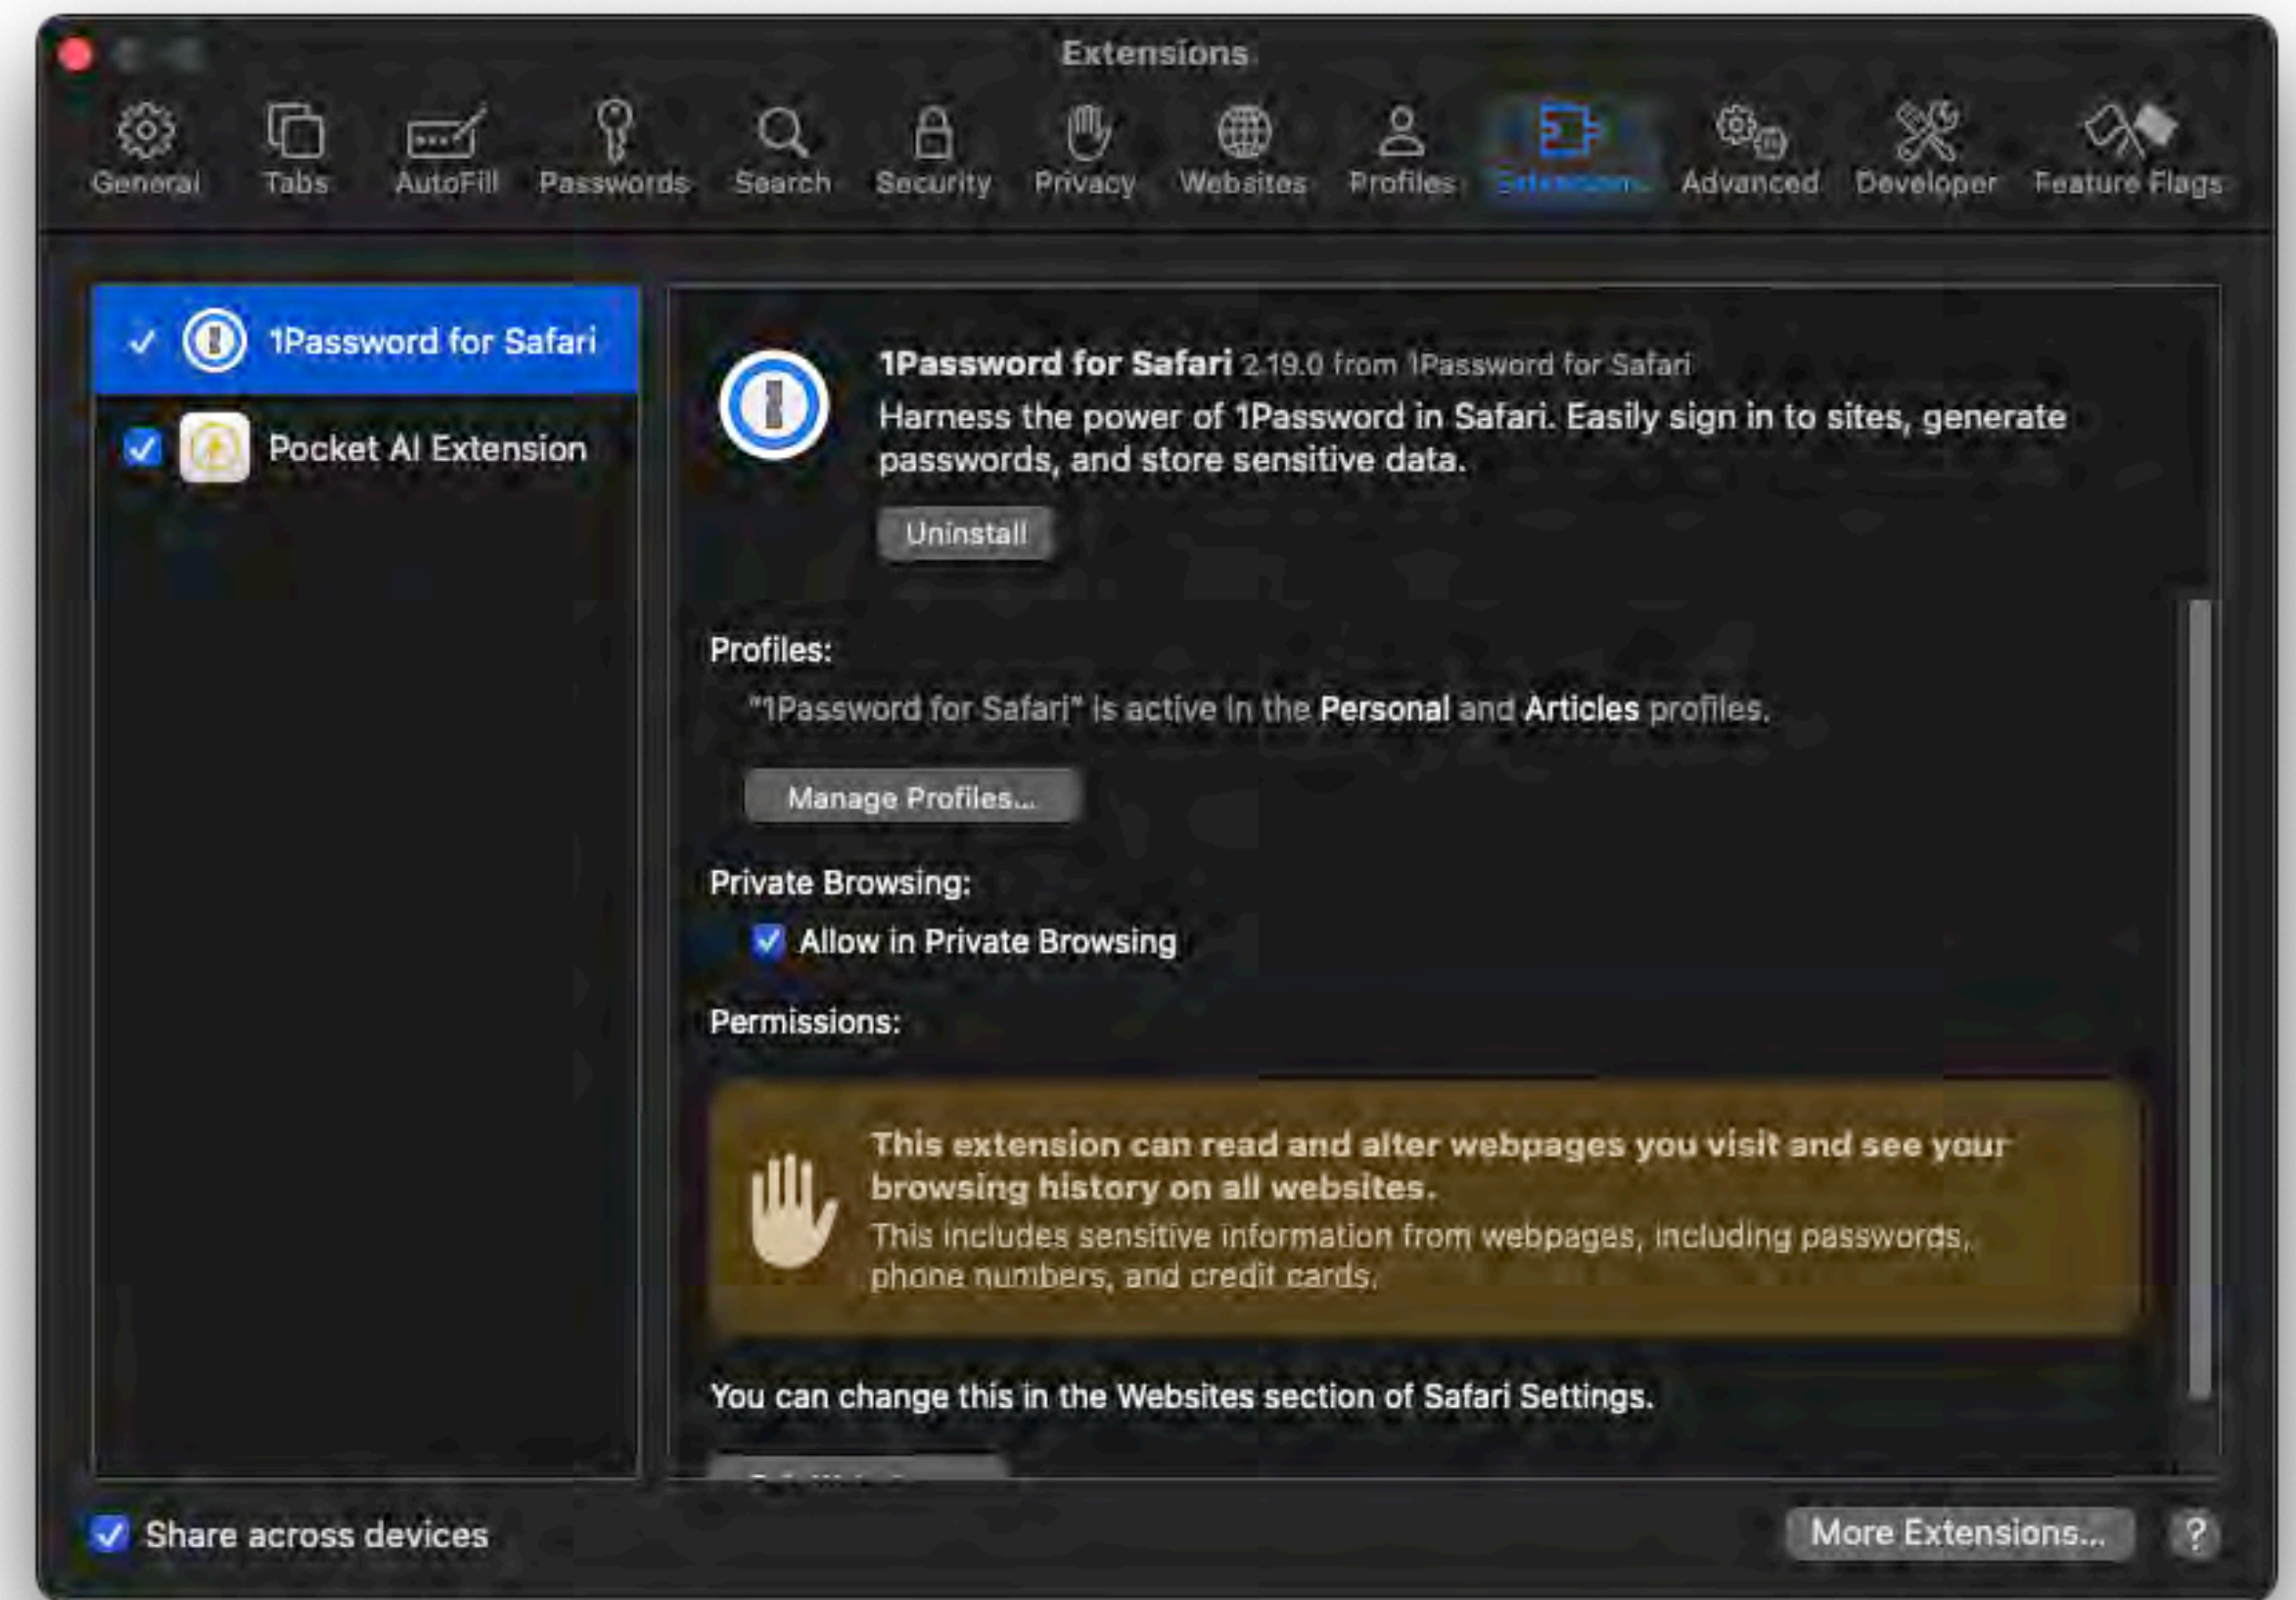 Extensions
General
Tabs
AutoFill
Passwords
Search
Security
Privacy
Websites
Profiles
Extensions
Advanced
Developer
Feature Flags
1Password for Safari
Pocket AI Extension
1Password for Safari 2.19.0 from 1Password for Safari
Harness the power of 1Password in Safari. Easily sign in to sites, generate
passwords, and store sensitive data.
Uninstall
Profiles:
"1Password for Safari" is active in the Personal and Articles profiles.
Manage Profiles...
Private Browsing:
Allow in Private Browsing
Permissions:
This extension can read and alter webpages you visit and see your
browsing history on all websites.
This includes sensitive information from webpages, including passwords,
phone numbers, and credit cards.
You can change this in the Websites section of Safari Settings.
Share across devices
More Extensions...
?